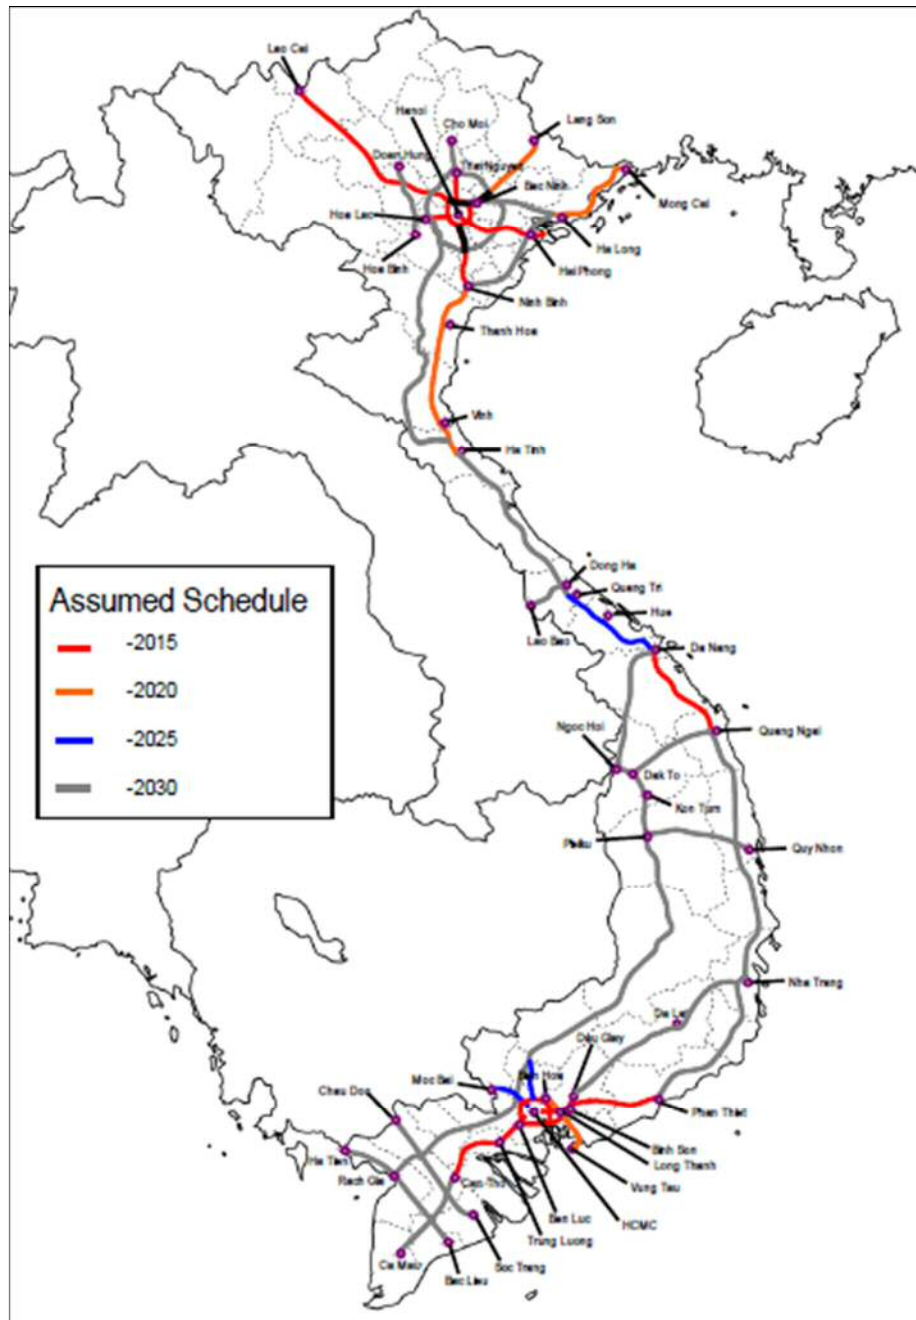 Lao Cai
Hanoi
Cho Moi
Lang Son
Doan Hung
Thai Nguyen
Bac Ninh
Mong Cai
Hoa Lac
Ha Long
Hoa Binh
Hai Phong
Ninh Binh
Thanh Hoa
Vinh
Ha Tinh
Dong Ha
Quang Tri
Hue
Lao Bao
Da Nang
Assumed Schedule
-2015
-2020
-2025
-2030
Ngoc Hoi
Quang Ngai
Dak To
Kon Tum
Pleiku
Quy Nhon
Nha Trang
Da Lat
Dau Giay
Moc Bai
Ben Hoa
Chau Doc
Phan Thiet
Binh Son
Ha Tien
Long Thanh
Rach Gia
Can Tho
Vung Tau
Ben Luc
HCMC
Trung Luong
Ca Mau
Soc Trang
Bac Lieu